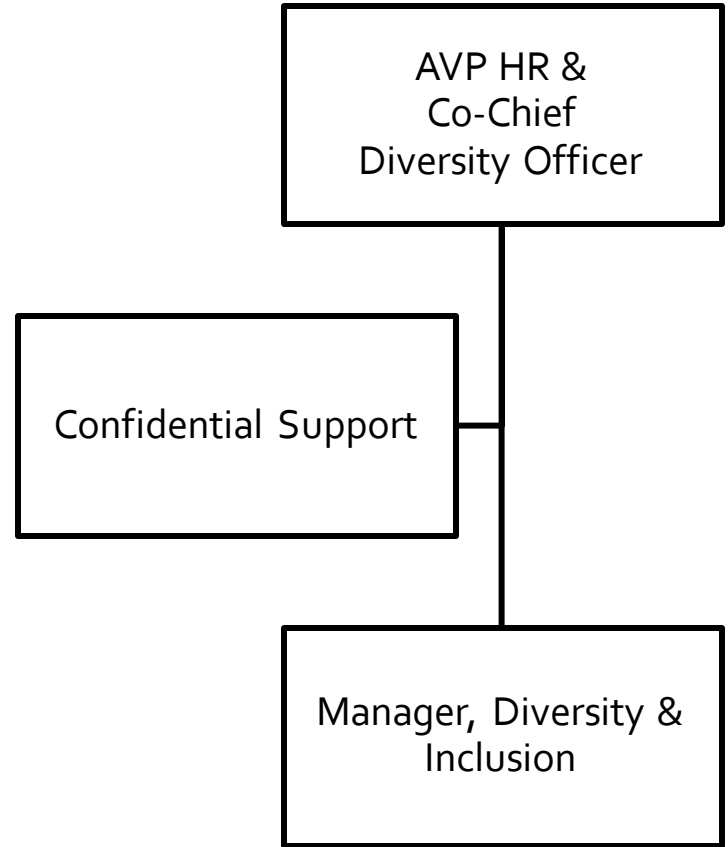 AVP HR &
Co-Chief
Diversity Officer
Confidential Support
Manager, Diversity &
Inclusion